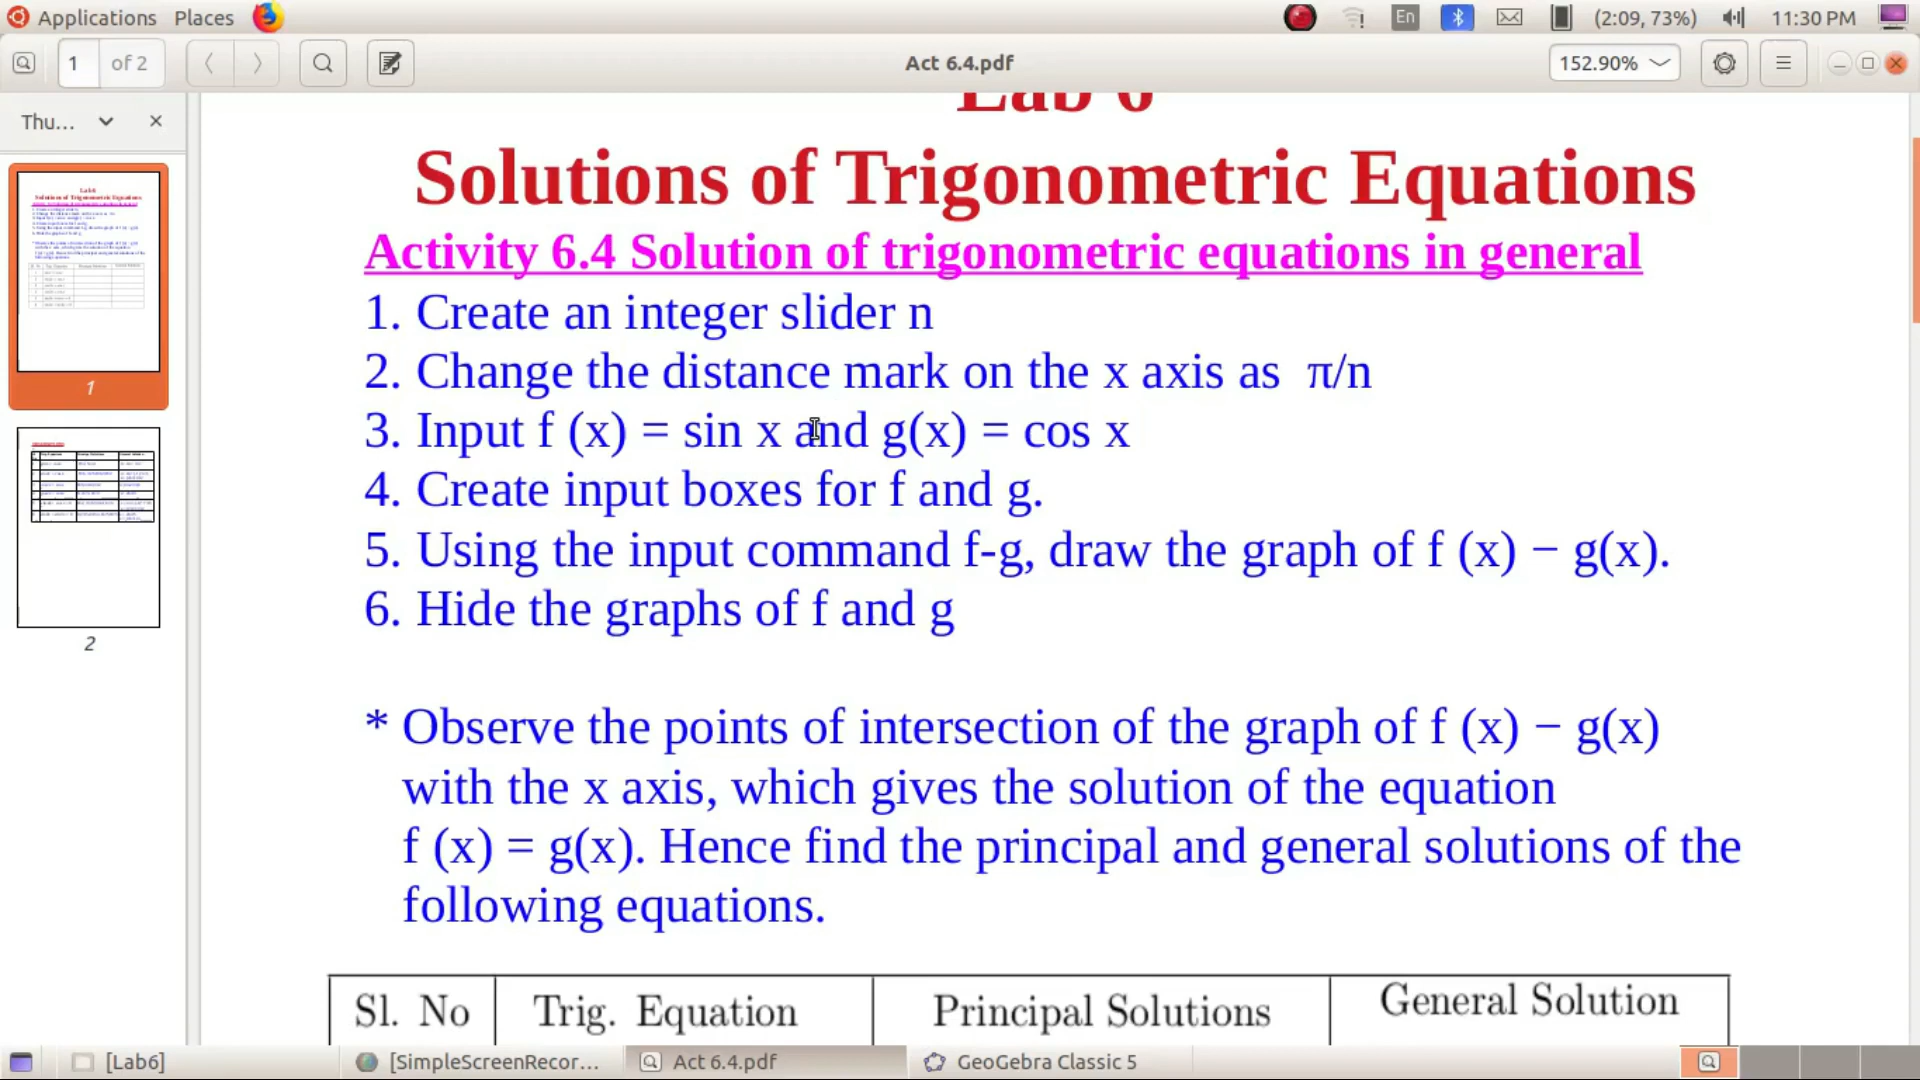 Applications Places En (2:09, 73%) 11:30 PM
1 of 2 Act 6.4.pdf 152.90%
Thu...
Lab 6
Solutions of Trigonometric Equations
Activity 6.4 Solution of trigonometric equations in general
1. Create an integer slider n
2. Change the distance mark on the x axis as π/n
3. Input f (x) = sin x and g(x) = cos x
4. Create input boxes for f and g.
5. Using the input command f-g, draw the graph of f (x) − g(x).
6. Hide the graphs of f and g
* Observe the points of intersection of the graph of f (x) − g(x)
with the x axis, which gives the solution of the equation
f (x) = g(x). Hence find the principal and general solutions of the
following equations.
Sl. No Trig. Equation Principal Solutions General Solution
1
2
[Lab6] [SimpleScreenRecor... Act 6.4.pdf GeoGebra Classic 5